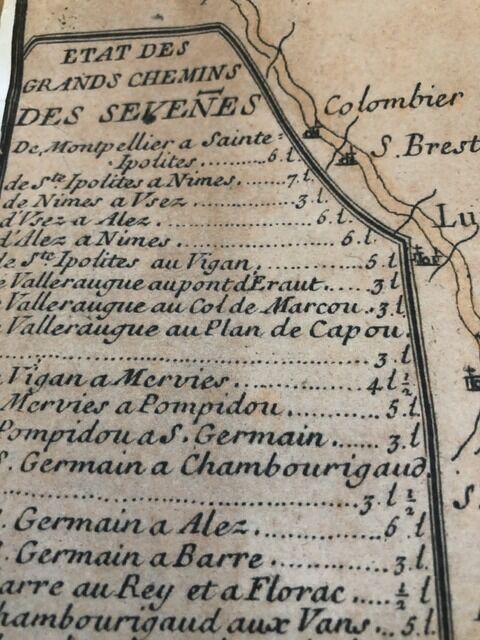 ETAT DES
GRANDS CHEMINS
DES SEVEÑES
De Montpellier a Sainte=
Ipolites.....6.l.
de Ste. Ipolites a Nimes.......7.l.
de Nimes a Vsez..........3.l.
d'Vsez a Alez...........6.l.
d'Alez a Nimes...........6.l.
de Ste. Ipolites au Vigan.......5.l
e Valleraugue au pont d'Eraut....3.l
e Valleraugue au Col de Marcou.3.l
e Valleraugue au Plan de Capou.
.................3.l
u Vigan a Mervies..........4.l ½
Mervies a Pompidou..........5.l
Pompidou a S. Germain......3.l
S. Germain a Chambourigaud.
.................3.l ½
. Germain a Alez...........6.l
. Germain a Barre..........3.l
arre au Rey et a Florac.....½ l
Chambourigaud aux Vans...5.l
Colombier
S. Brest
Lu
S.